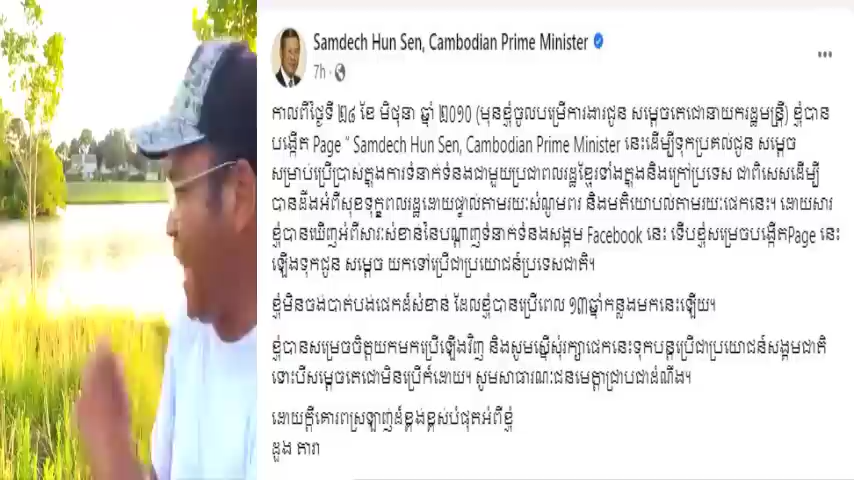 Samdech Hun Sen, Cambodian Prime Minister
7h
កាលពីថ្ងៃទី ២៤ ខែ មិថុនា ឆ្នាំ ២០១០ (មុនខ្ញុំចូលបម្រើការងារជូន សម្តេចតេជោនាយករដ្ឋមន្ត្រី) ខ្ញុំបាន
បង្កើត Page “ Samdech Hun Sen, Cambodian Prime Minister នេះដើម្បីទុកប្រគល់ជូន សម្តេច
សម្រាប់ប្រើប្រាស់ក្នុងការទំនាក់ទំនងជាមួយប្រជាពលរដ្ឋខ្មែរទាំងក្នុងនិងក្រៅប្រទេស ជាពិសេសដើម្បី
បានដឹងអំពីសុខទុក្ខពលរដ្ឋដោយផ្ទាល់តាមរយៈសំណូមពរ និងមតិយោបល់តាមរយៈផេកនេះ។ ដោយសារ
ខ្ញុំបានឃើញអំពីសារៈសំខាន់នៃបណ្តាញទំនាក់ទំនងសង្គម Facebook នេះ ទើបខ្ញុំសម្រេចបង្កើតPage នេះ
ឡើងទុកជូន សម្តេច យកទៅប្រើជាប្រយោជន៍ប្រទេសជាតិ។
ខ្ញុំមិនចង់បាត់បង់ផេកដ៏សំខាន់ ដែលខ្ញុំបានប្រើពេល ១៣ឆ្នាំកន្លងមកនេះឡើយ។
ខ្ញុំបានសម្រេចចិត្តយកមកប្រើឡើងវិញ និងសូមស្នើសុំរក្សាផេកនេះទុកបន្តប្រើជាប្រយោជន៍សង្គមជាតិ
ទោះបីសម្តេចតេជោមិនប្រើក៏ដោយ។ សូមសាធារណៈជនមេត្តាជ្រាបជាដំណឹង។
ដោយក្តីគោរពស្រឡាញ់ដ៏ខ្ពង់ខ្ពស់បំផុតអំពីខ្ញុំ
ដួង តារា